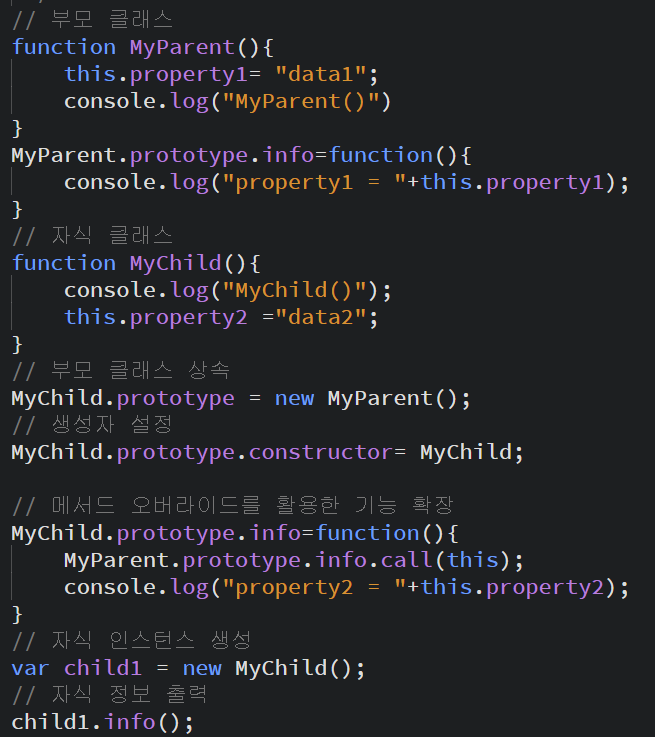 // 부모 클래스
function MyParent(){
    this.property1= "data1";
    console.log("MyParent()")
}
MyParent.prototype.info=function(){
    console.log("property1 = "+this.property1);
}
// 자식 클래스
function MyChild(){
    console.log("MyChild()");
    this.property2 ="data2";
}
// 부모 클래스 상속
MyChild.prototype = new MyParent();
// 생성자 설정
MyChild.prototype.constructor= MyChild;

// 메서드 오버라이드를 활용한 기능 확장
MyChild.prototype.info=function(){
    MyParent.prototype.info.call(this);
    console.log("property2 = "+this.property2);
}
// 자식 인스턴스 생성
var child1 = new MyChild();
// 자식 정보 출력
child1.info();